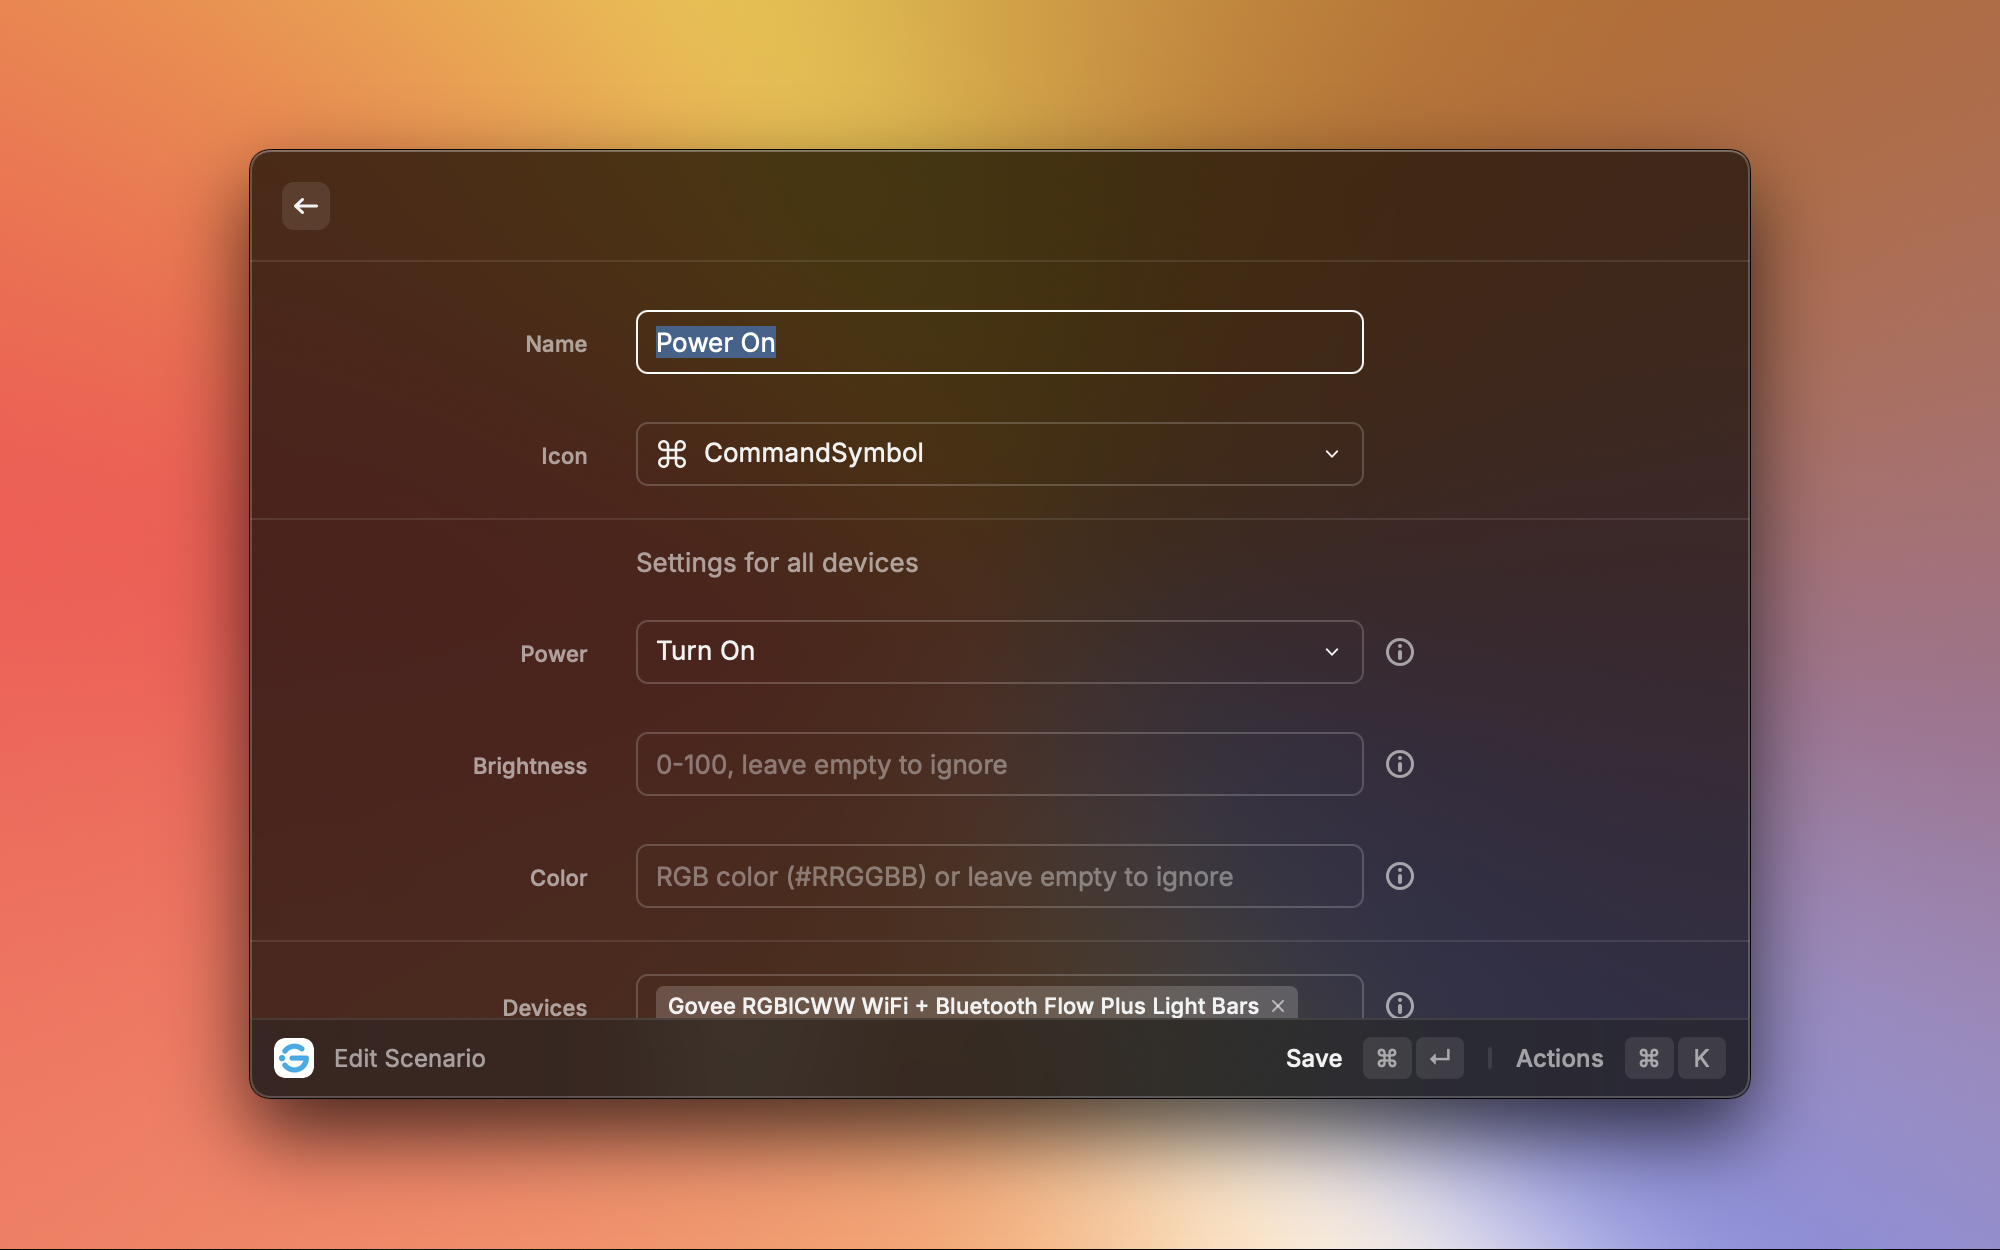 Name
Power On
Icon
⌘ CommandSymbol
Settings for all devices
Power
Turn On
Brightness
0-100, leave empty to ignore
Color
RGB color (#RRGGBB) or leave empty to ignore
Devices
Govee RGBICWW WiFi + Bluetooth Flow Plus Light Bars ×
Edit Scenario
Save ⌘ ↵ | Actions ⌘ K